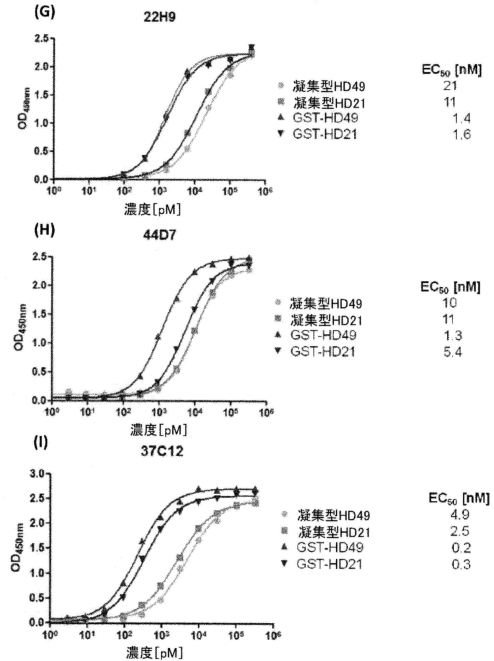 (G)
22H9
2.5
2.0
1.5
1.0
0.5
0.0
OD450nm
10⁰ 10¹ 10² 10³ 10⁴ 10⁵ 10⁶
濃度[pM]
EC50 [nM]
凝集型HD49 21
凝集型HD21 11
GST-HD49 1.4
GST-HD21 1.6
(H)
44D7
2.5
2.0
1.5
1.0
0.5
0.0
OD450nm
10⁰ 10¹ 10² 10³ 10⁴ 10⁵ 10⁶
濃度[pM]
EC50 [nM]
凝集型HD49 10
凝集型HD21 11
GST-HD49 1.3
GST-HD21 5.4
(I)
37C12
3.0
2.5
2.0
1.5
1.0
0.5
0.0
OD450nm
10⁰ 10¹ 10² 10³ 10⁴ 10⁵ 10⁶
濃度[pM]
EC50 [nM]
凝集型HD49 4.9
凝集型HD21 2.5
GST-HD49 0.2
GST-HD21 0.3